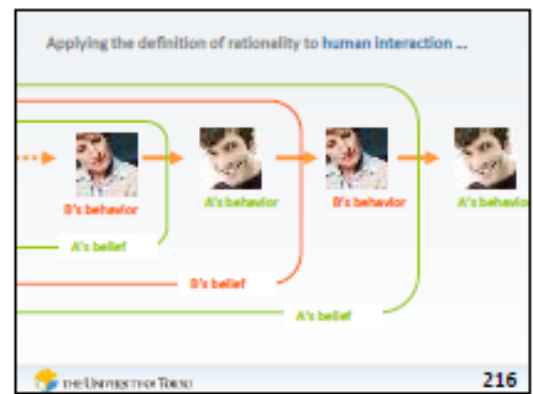 Applying the definition of rationality to human interaction ...
B's behavior
A's behavior
B's behavior
A's behavio
A's belief
B's belief
A's belief
THE UNIVERSITY OF TOKYO
216